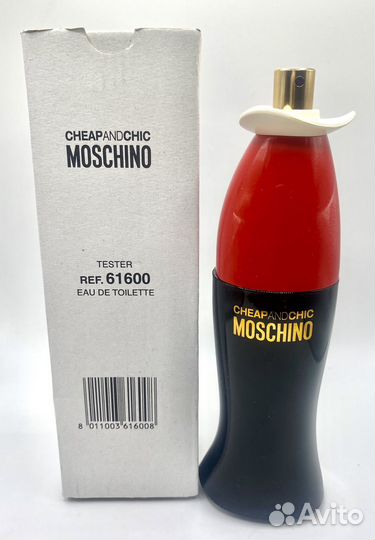 CHEAPANDCHIC
MOSCHINO
TESTER
REF. 61600
EAU DE TOILETTE
8 011003 616008
CHEAPANDCHIC
MOSCHINO
Avito